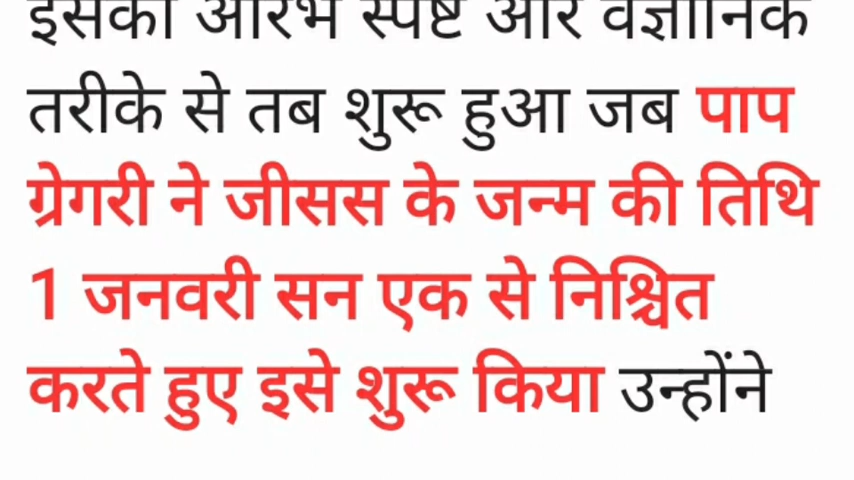 इसका आरंभ स्पष्ट और वैज्ञानिक
तरीके से तब शुरू हुआ जब पाप
ग्रेगरी ने जीसस के जन्म की तिथि
1 जनवरी सन एक से निश्चित
करते हुए इसे शुरू किया उन्होंने